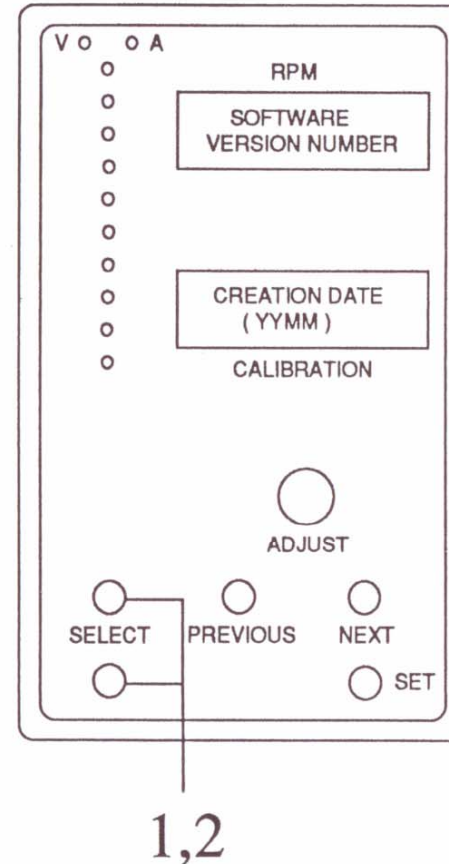 V A
RPM
SOFTWARE
VERSION NUMBER
CREATION DATE
( YYMM )
CALIBRATION
ADJUST
SELECT PREVIOUS NEXT
SET
1,2